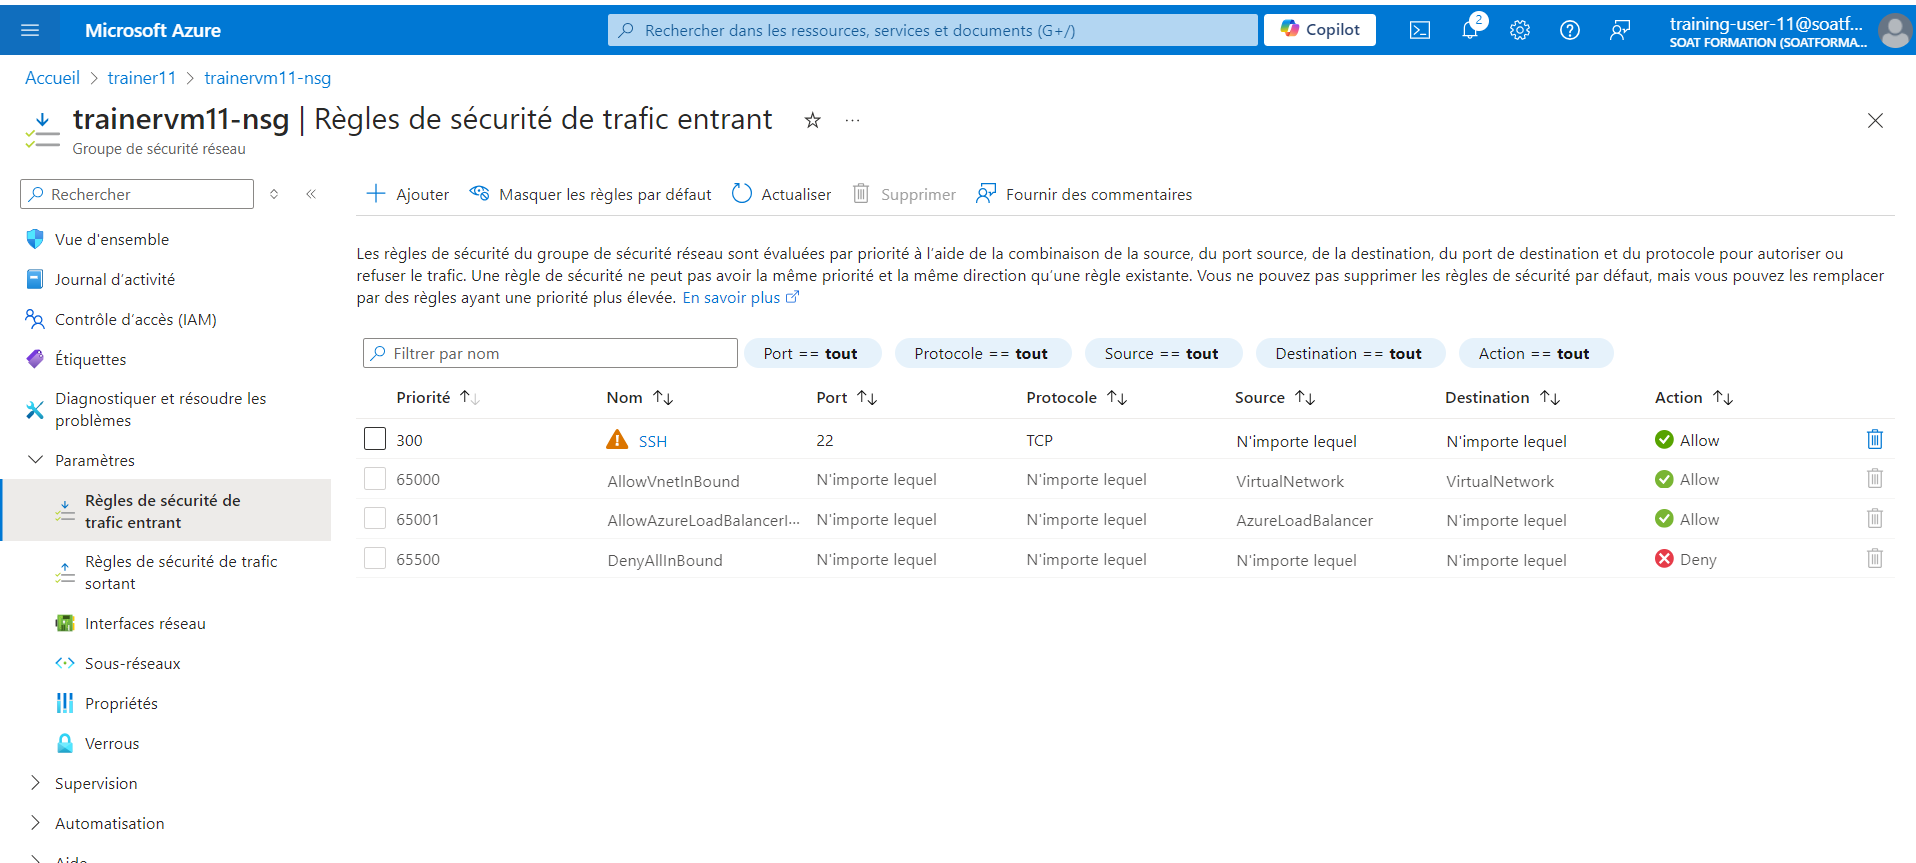 Microsoft Azure
Rechercher dans les ressources, services et documents (G+/)
Copilot
2
training-user-11@soatf...
SOAT FORMATION (SOATFORMA...
Accueil > trainer11 > trainervm11-nsg
trainervm11-nsg | Règles de sécurité de trafic entrant
Groupe de sécurité réseau
Rechercher
Ajouter
Masquer les règles par défaut
Actualiser
Supprimer
Fournir des commentaires
Vue d'ensemble
Journal d'activité
Contrôle d'accès (IAM)
Étiquettes
Diagnostiquer et résoudre les
problèmes
Paramètres
Règles de sécurité de
trafic entrant
Règles de sécurité de trafic
sortant
Interfaces réseau
Sous-réseaux
Propriétés
Verrous
Supervision
Automatisation
Aide
Les règles de sécurité du groupe de sécurité réseau sont évaluées par priorité à l'aide de la combinaison de la source, du port source, de la destination, du port de destination et du protocole pour autoriser ou
refuser le trafic. Une règle de sécurité ne peut pas avoir la même priorité et la même direction qu'une règle existante. Vous ne pouvez pas supprimer les règles de sécurité par défaut, mais vous pouvez les remplacer
par des règles ayant une priorité plus élevée. En savoir plus
Filtrer par nom
Port == tout
Protocole == tout
Source == tout
Destination == tout
Action == tout
Priorité Nom Port Protocole Source Destination Action
300 SSH 22 TCP N'importe lequel N'importe lequel Allow
65000 AllowVnetInBound N'importe lequel N'importe lequel VirtualNetwork VirtualNetwork Allow
65001 AllowAzureLoadBalancerI... N'importe lequel N'importe lequel AzureLoadBalancer N'importe lequel Allow
65500 DenyAllInBound N'importe lequel N'importe lequel N'importe lequel N'importe lequel Deny